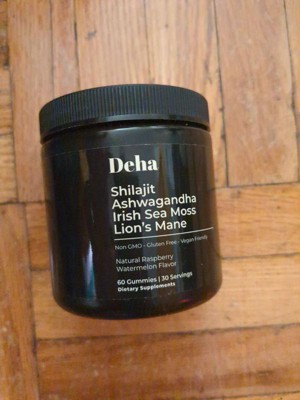 Deha
Shilajit
Ashwagandha
Irish Sea Moss
Lion's Mane
Non GMO - Gluten Free - Vegan Friendly
Natural Raspberry
Watermelon Flavor
60 Gummies | 30 Servings
Dietary Supplements